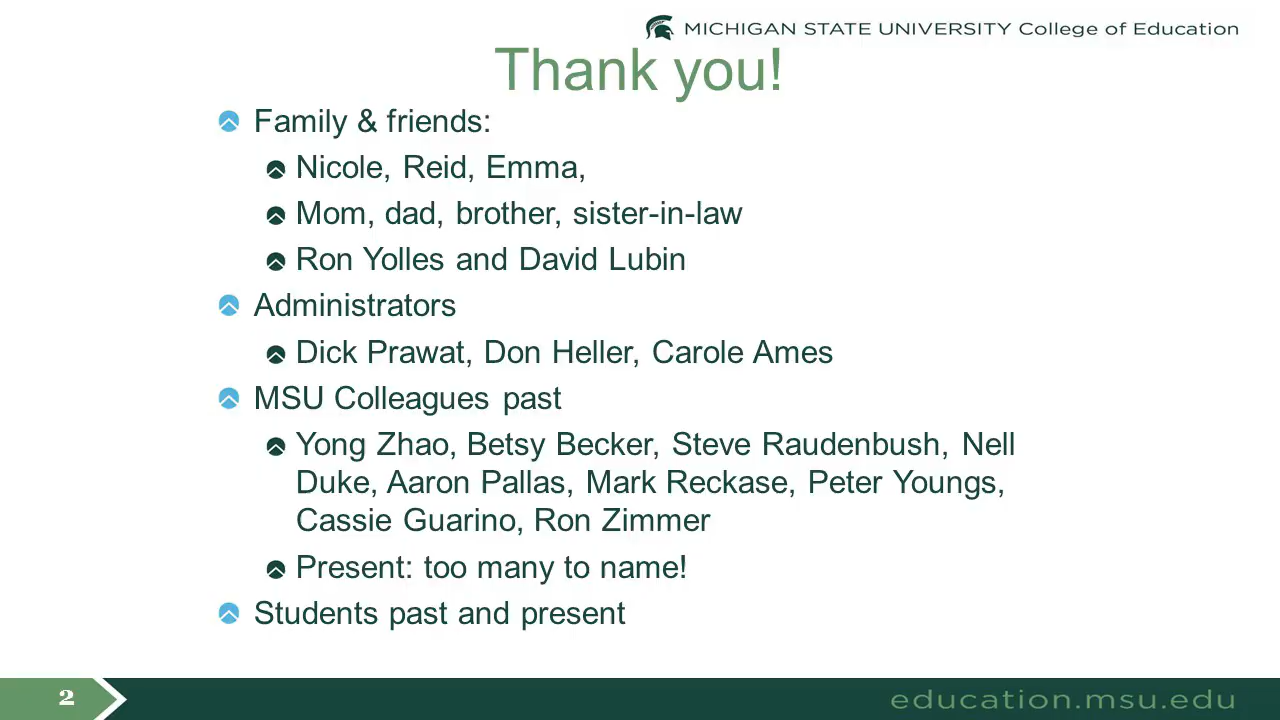 MICHIGAN STATE UNIVERSITY College of Education
Thank you!
Family & friends:
Nicole, Reid, Emma,
Mom, dad, brother, sister-in-law
Ron Yolles and David Lubin
Administrators
Dick Prawat, Don Heller, Carole Ames
MSU Colleagues past
Yong Zhao, Betsy Becker, Steve Raudenbush, Nell
Duke, Aaron Pallas, Mark Reckase, Peter Youngs,
Cassie Guarino, Ron Zimmer
Present: too many to name!
Students past and present
2
education.msu.edu